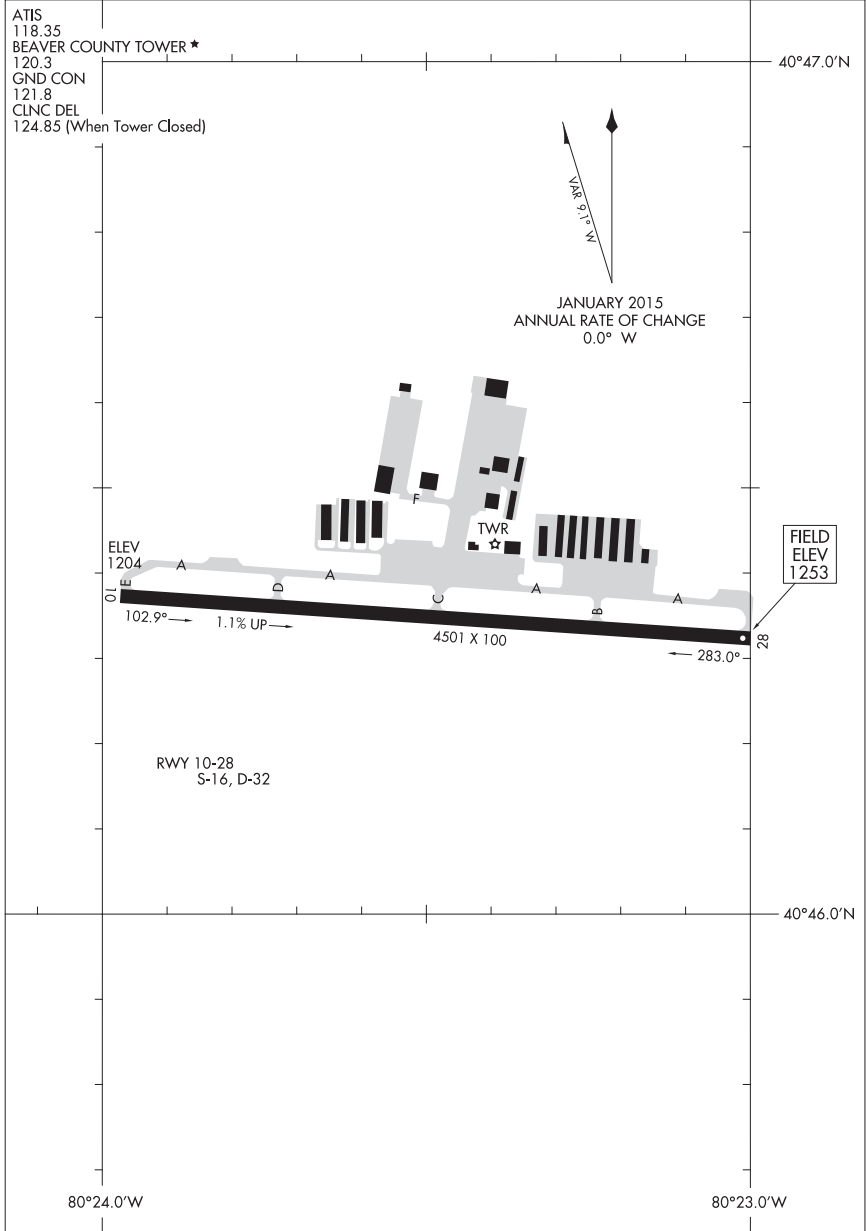 ATIS
118.35
BEAVER COUNTY TOWER ★
120.3
GND CON
121.8
CLNC DEL
124.85 (When Tower Closed)
40°47.0'N
VAR 9.1° W
JANUARY 2015
ANNUAL RATE OF CHANGE
0.0° W
F
TWR
ELEV
1204
FIELD
ELEV
1253
A
A
A
A
E
D
C
B
10
28
102.9°
1.1% UP
4501 X 100
283.0°
RWY 10-28
S-16, D-32
40°46.0'N
80°24.0'W
80°23.0'W